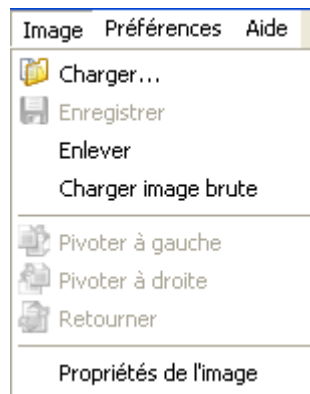 Image Préférences Aide
Charger...
Enregistrer
Enlever
Charger image brute
Pivoter à gauche
Pivoter à droite
Retourner
Propriétés de l'image